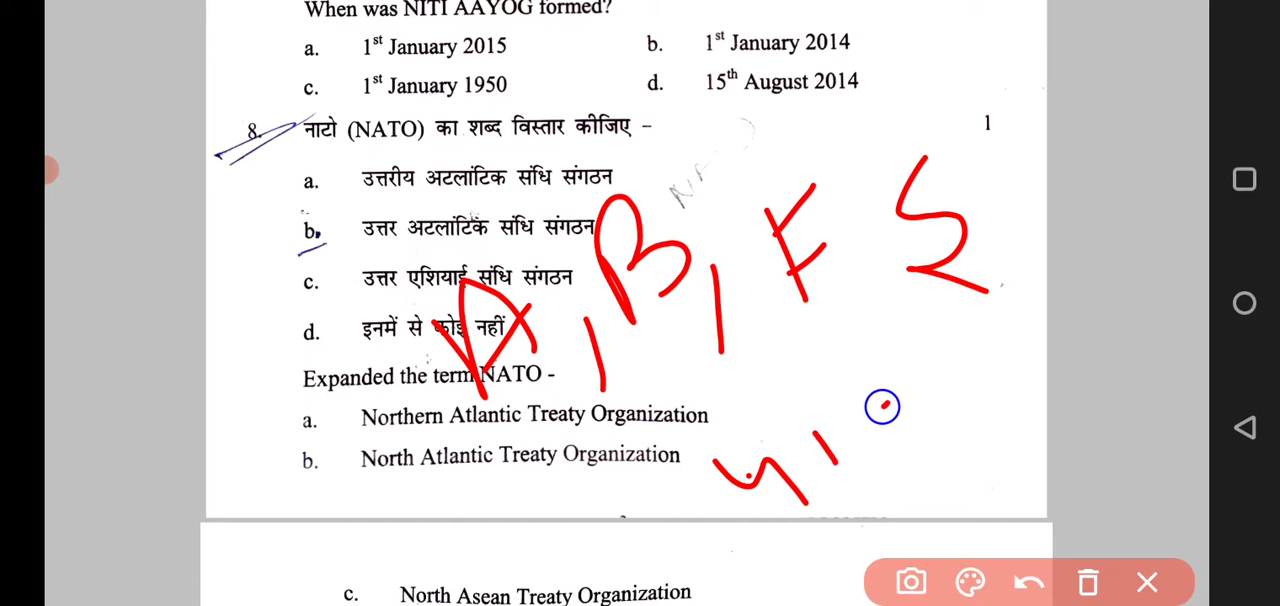 When was NITI AAYOG formed?
a. 1st January 2015 b. 1st January 2014
c. 1st January 1950 d. 15th August 2014
8. नाटो (NATO) का शब्द विस्तार कीजिए – 1
a. उत्तरीय अटलांटिक संधि संगठन
b. उत्तर अटलांटिक संधि संगठन
c. उत्तर एशियाई संधि संगठन
d. इनमें से कोई नहीं
Expanded the term NATO -
a. Northern Atlantic Treaty Organization
b. North Atlantic Treaty Organization
c. North Asean Treaty Organization